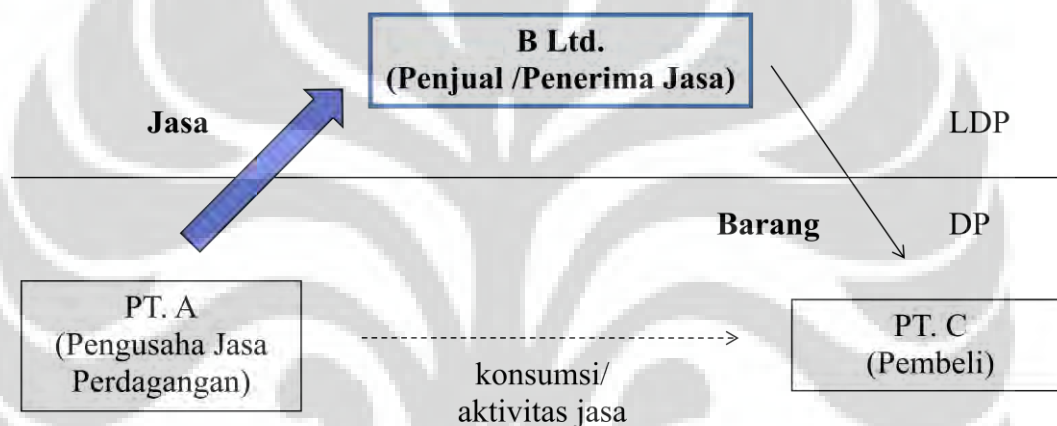 B Ltd.
(Penjual /Penerima Jasa)
Jasa
LDP
Barang
DP
PT. A
(Pengusaha Jasa
Perdagangan)
konsumsi/
aktivitas jasa
PT. C
(Pembeli)